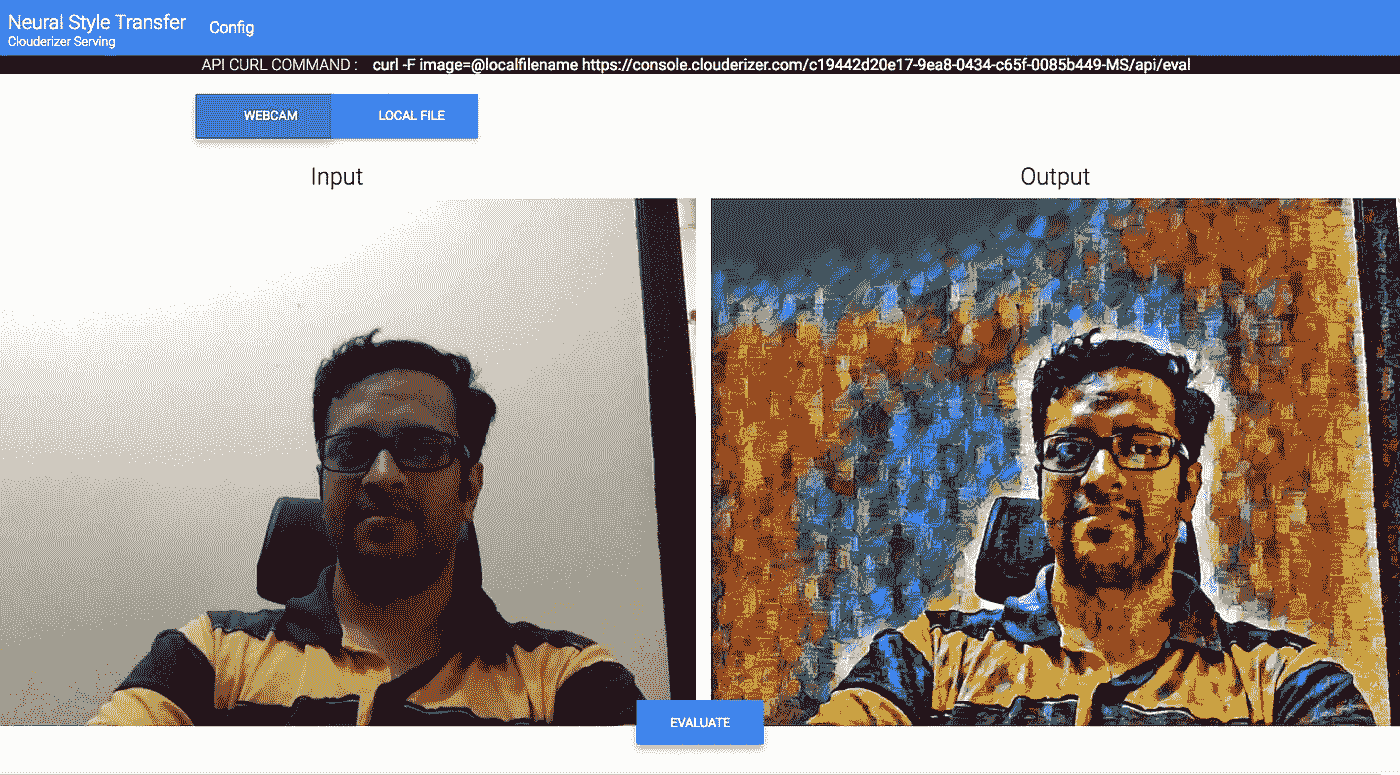 Neural Style Transfer
Config
Clouderizer Serving
API CURL COMMAND : curl -F image=@localfilename https://console.clouderizer.com/c19442d20e17-9ea8-0434-c65f-0085b449-MS/api/eval
WEBCAM
LOCAL FILE
Input
Output
EVALUATE